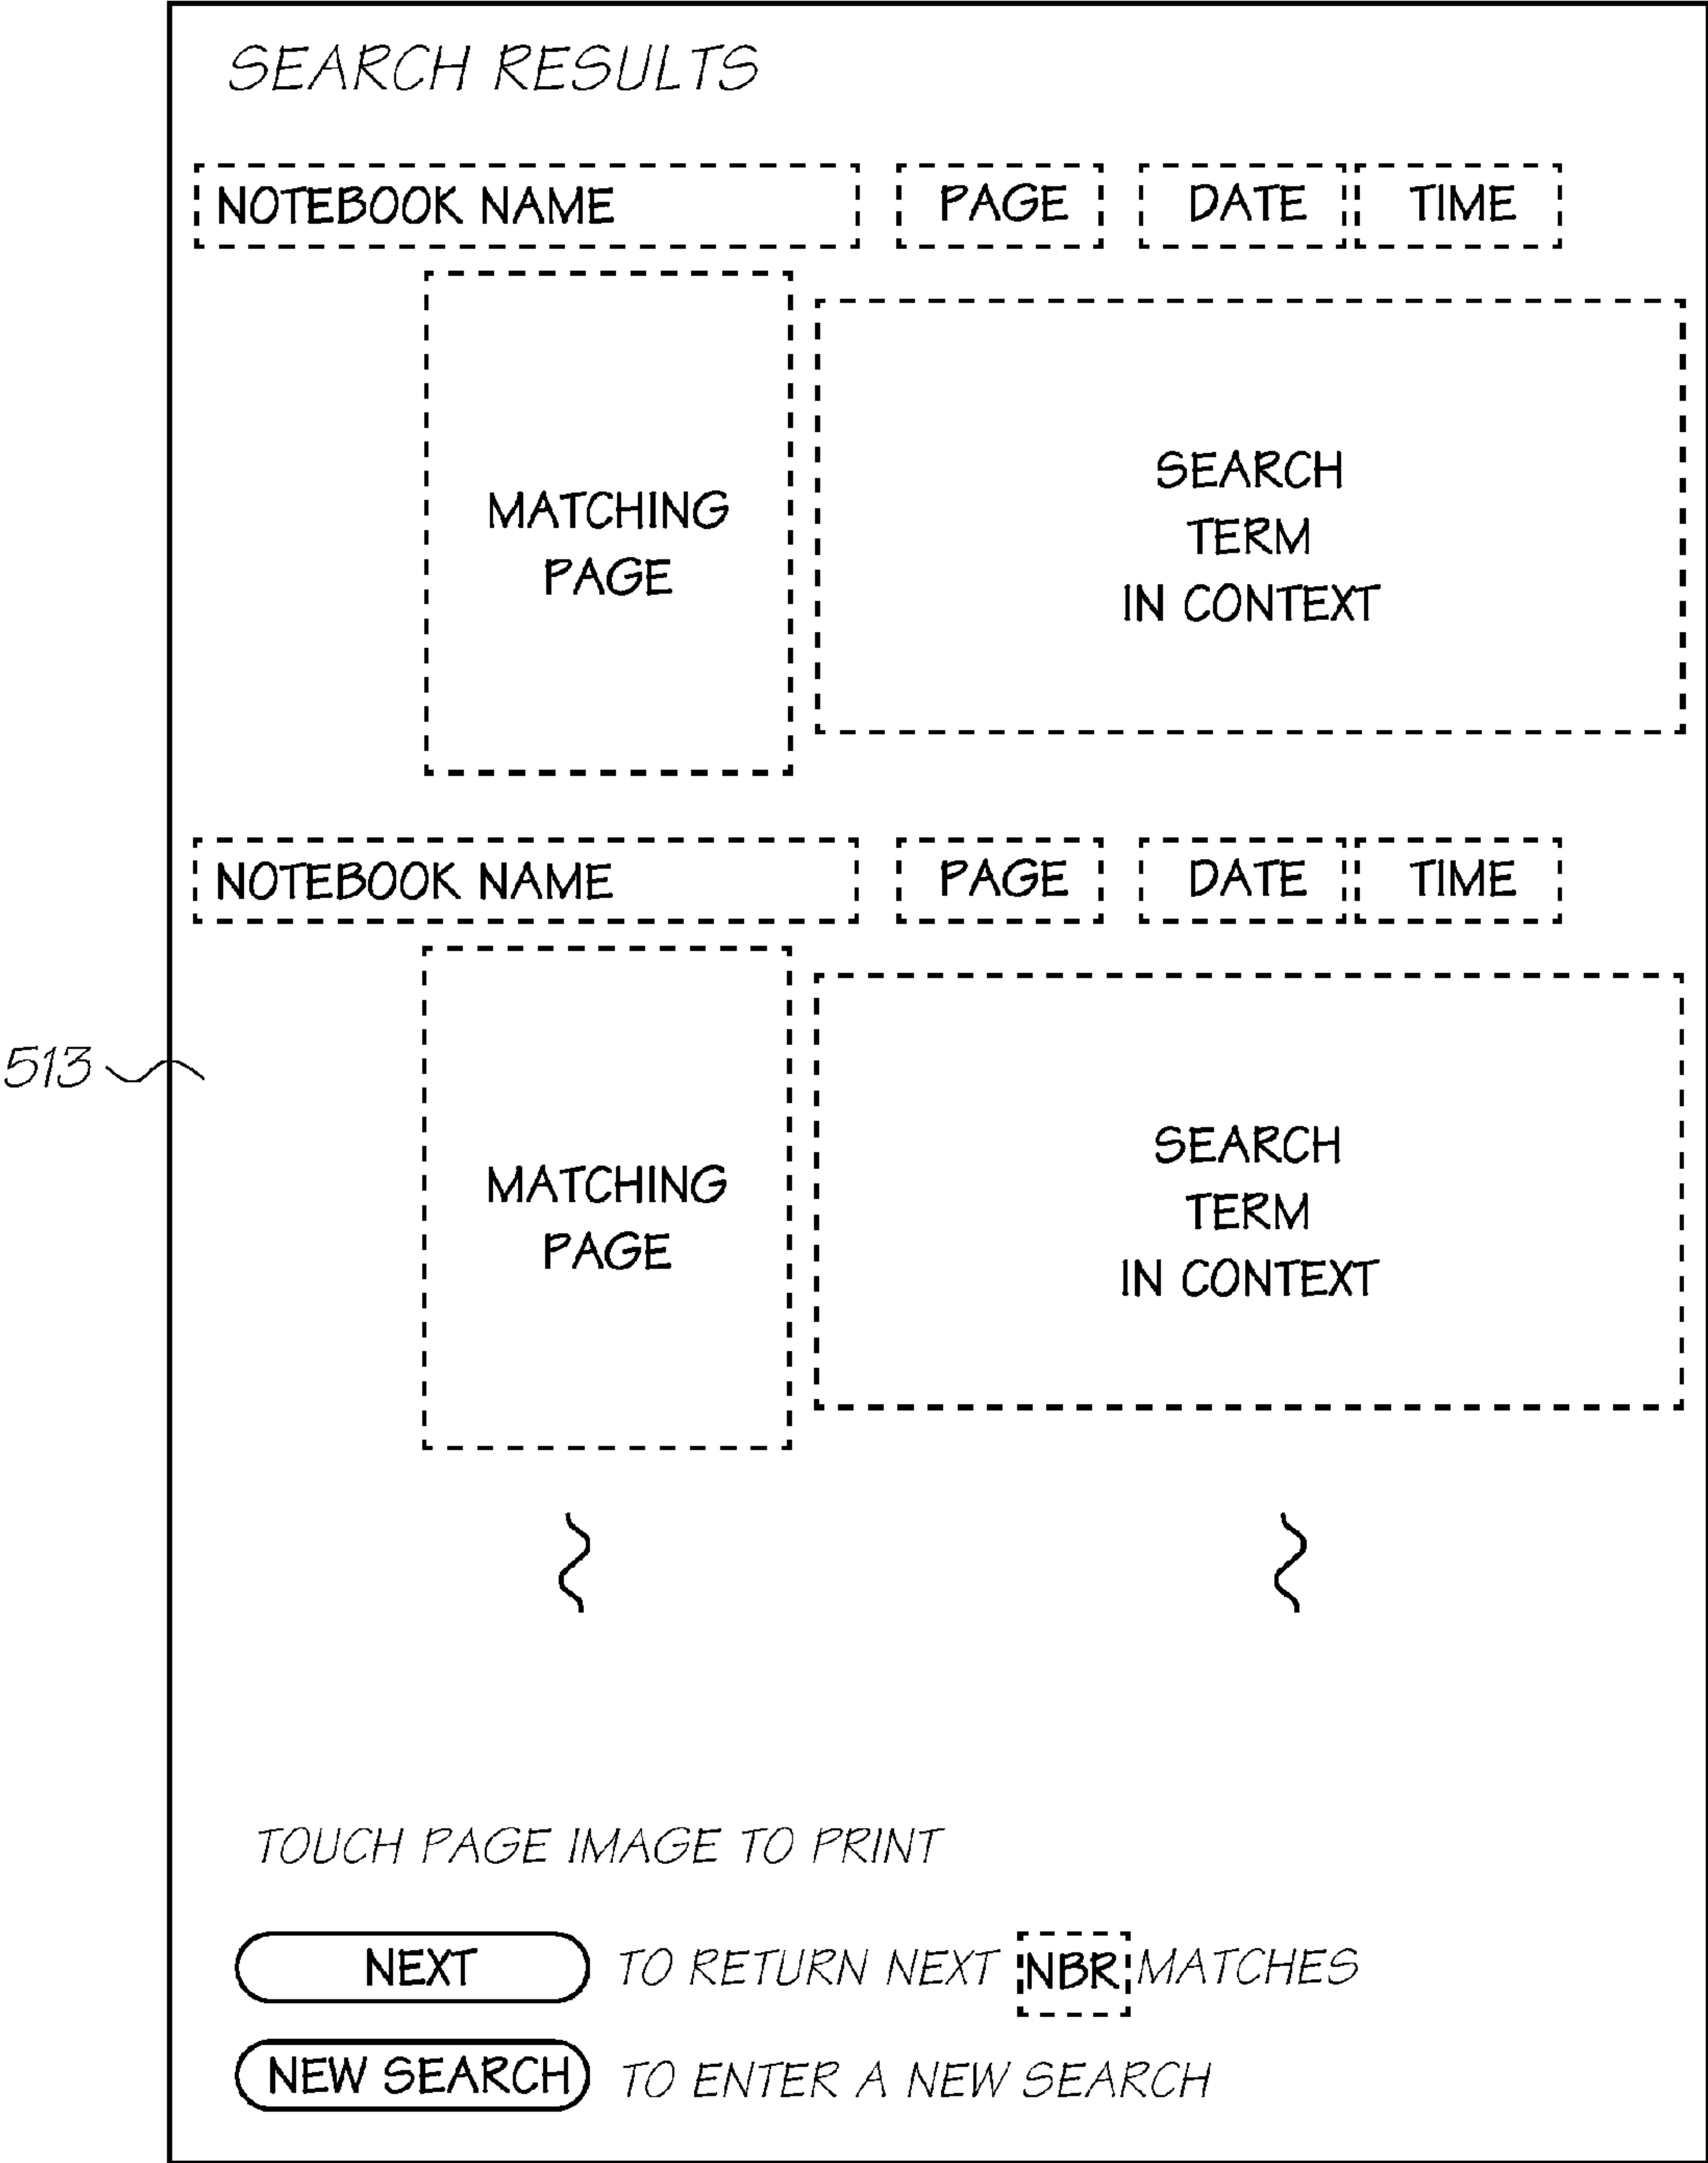 SEARCH RESULTS
NOTEBOOK NAME PAGE DATE TIME
MATCHING
PAGE
SEARCH
TERM
IN CONTEXT
NOTEBOOK NAME PAGE DATE TIME
513
MATCHING
PAGE
SEARCH
TERM
IN CONTEXT
TOUCH PAGE IMAGE TO PRINT
NEXT TO RETURN NEXT NBR MATCHES
NEW SEARCH TO ENTER A NEW SEARCH